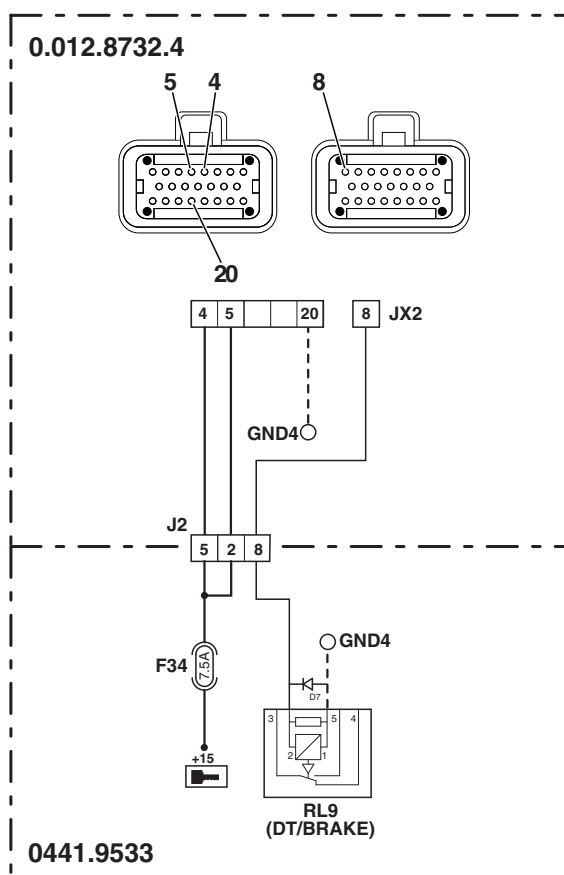 0.012.8732.4
5 4 8
20
4 5 20 8 JX2
GND4
J2
5 2 8
GND4
F34 7.5A
D7
3 5 4
2 1
+15
RL9
(DT/BRAKE)
0441.9533